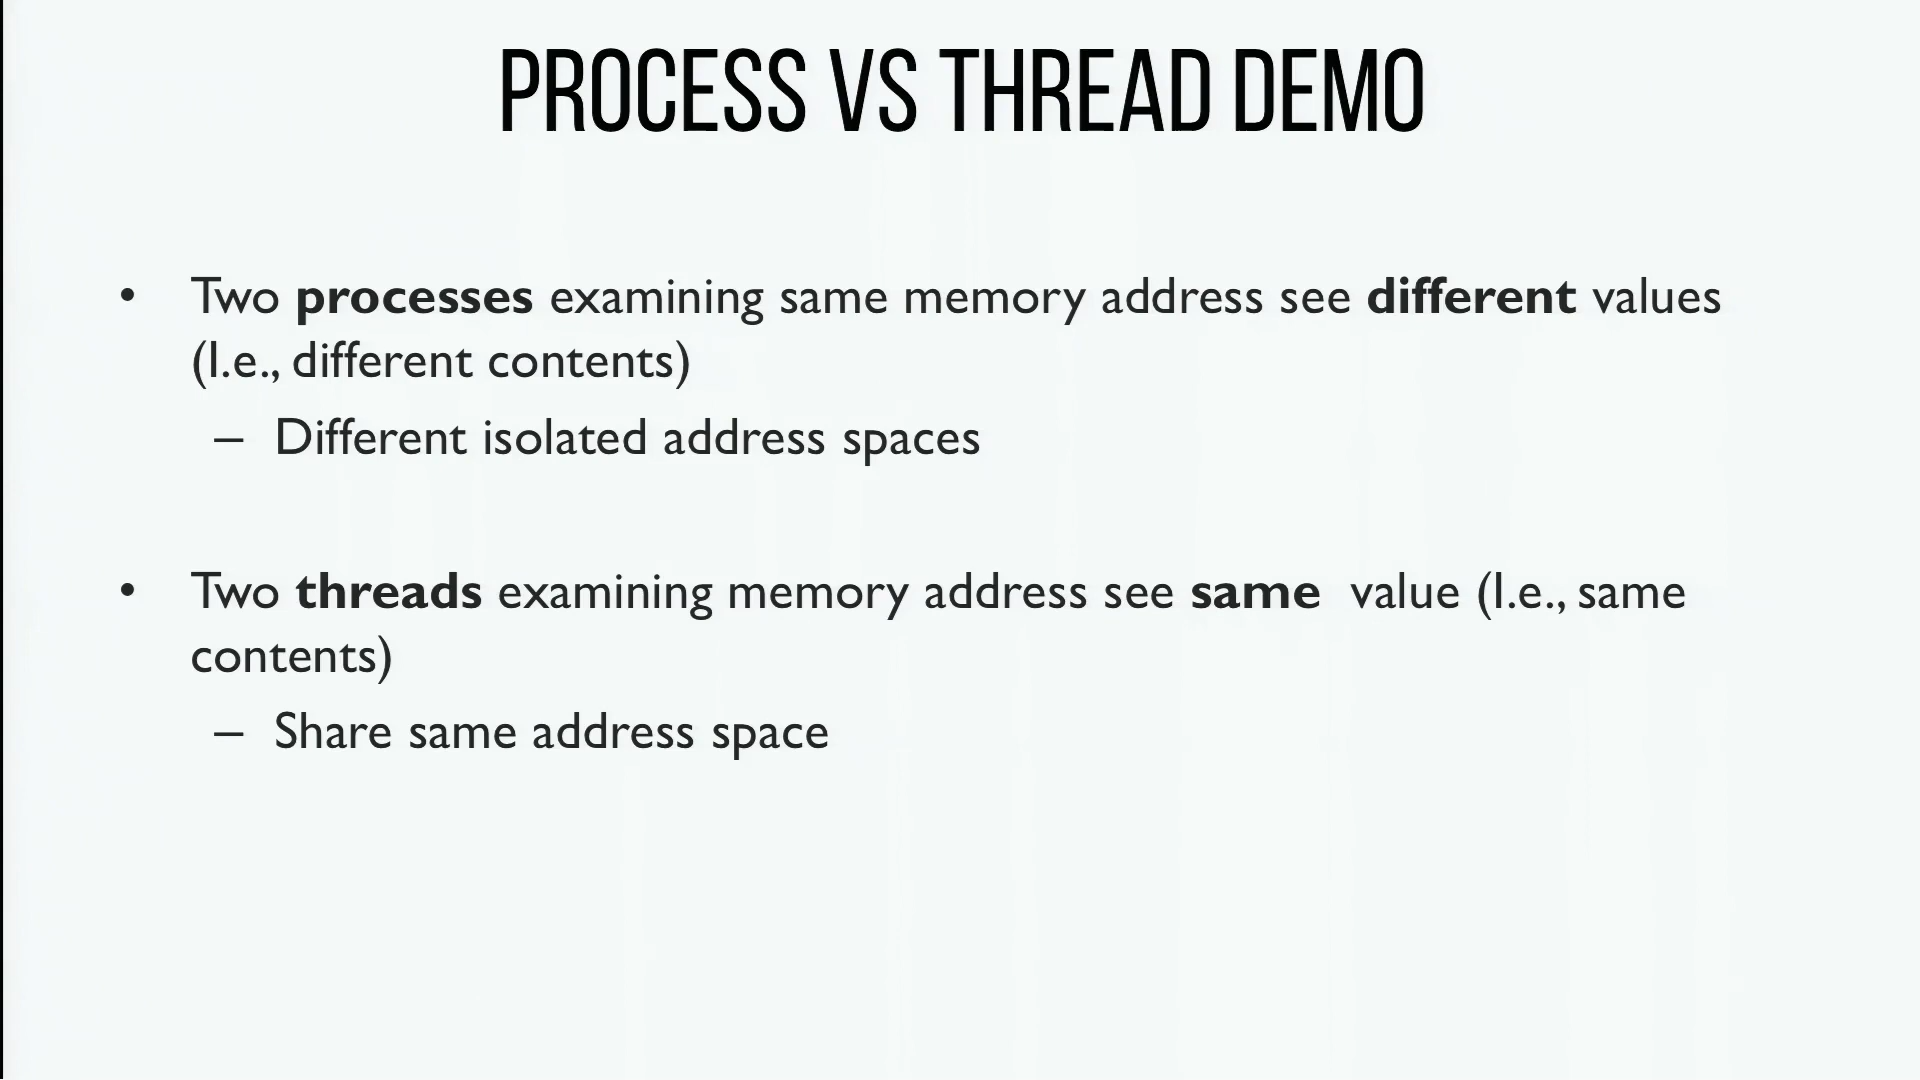 PROCESS VS THREAD DEMO
• Two processes examining same memory address see different values
(I.e., different contents)
– Different isolated address spaces
• Two threads examining memory address see same  value (I.e., same
contents)
– Share same address space